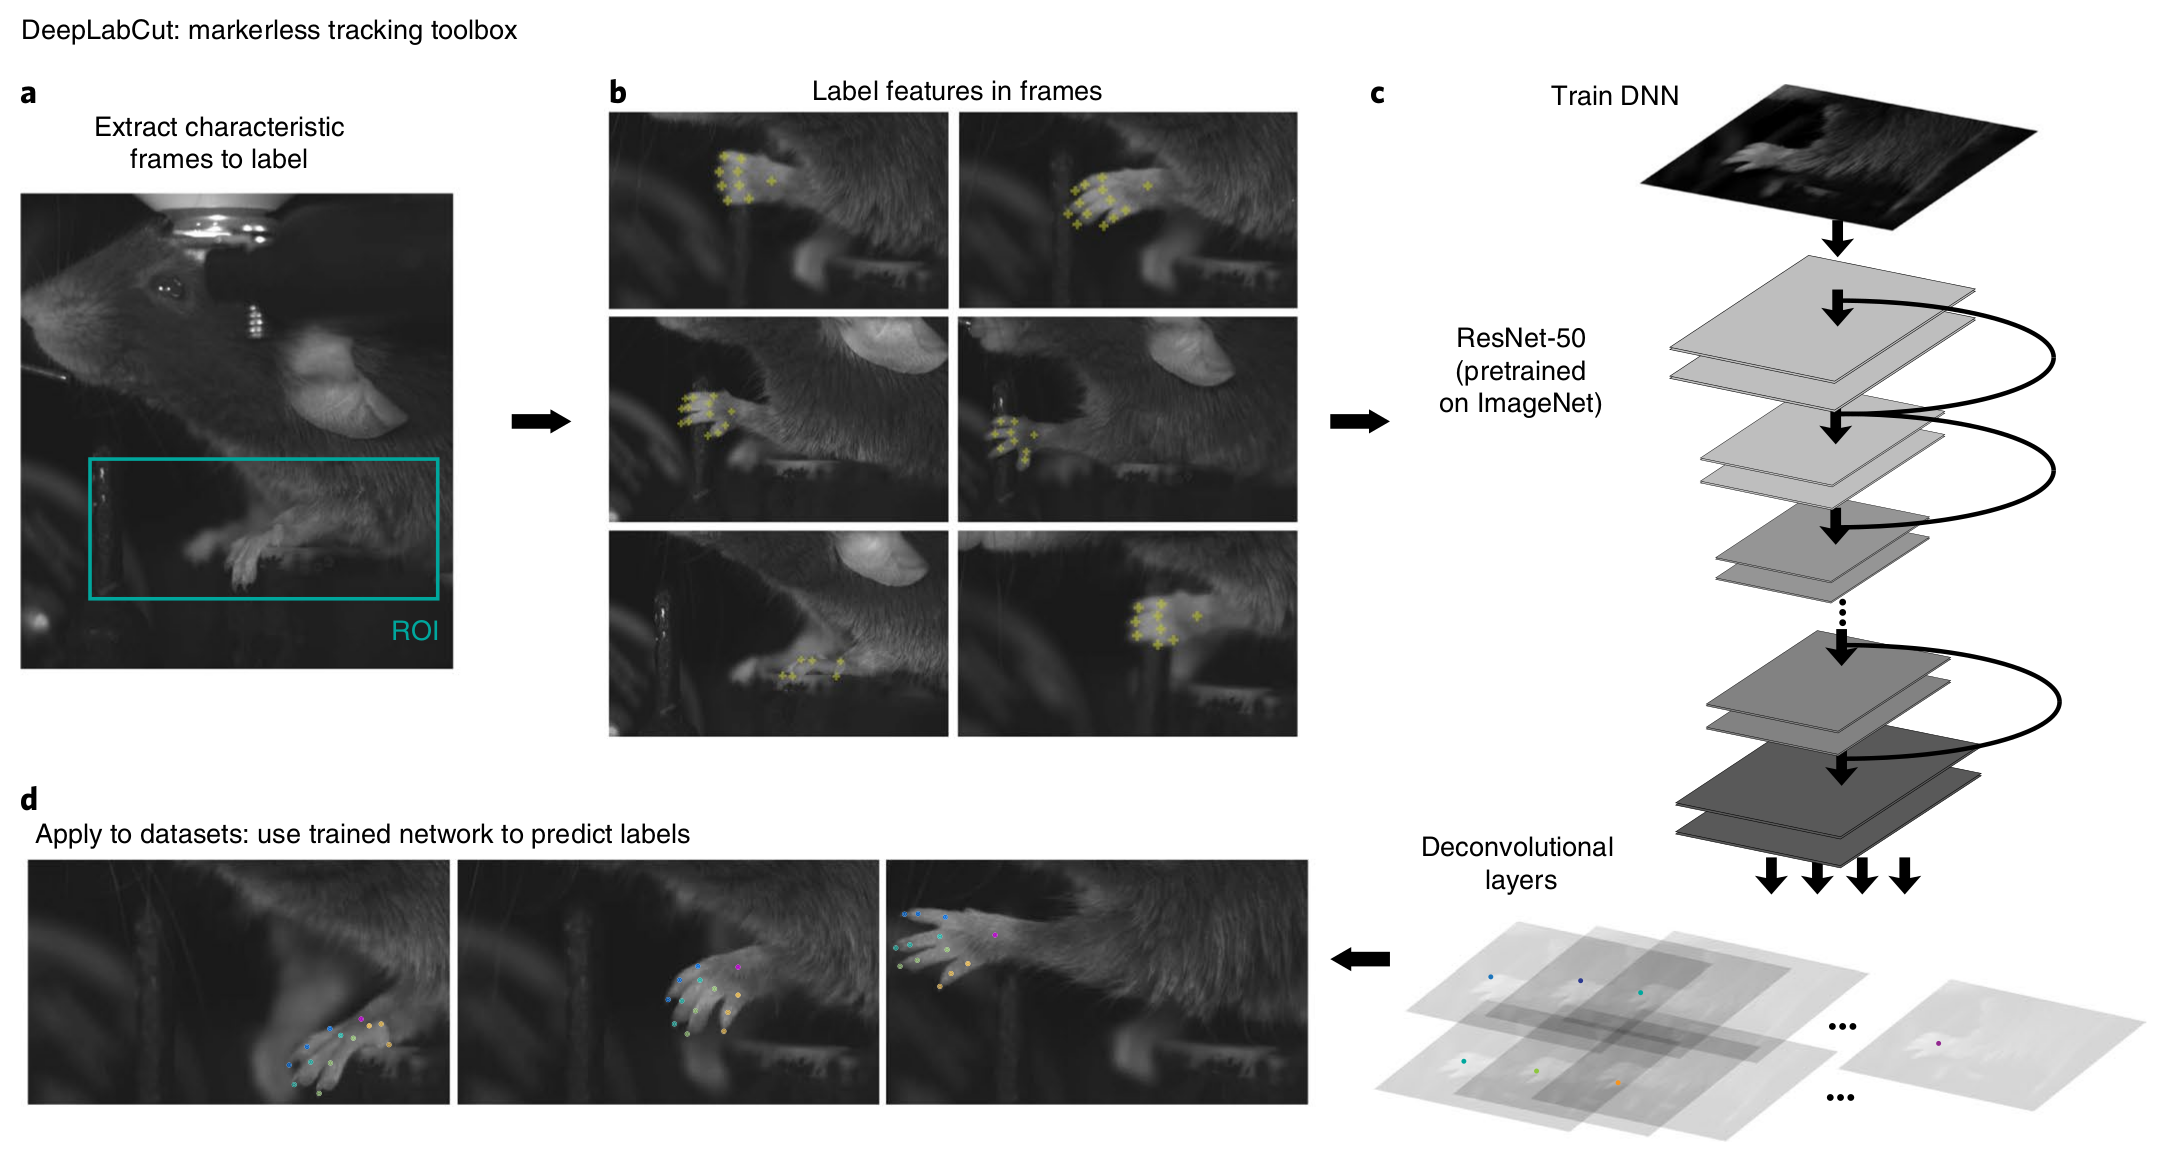 DeepLabCut: markerless tracking toolbox
a
Extract characteristic
frames to label
ROI
b
Label features in frames
c
Train DNN
ResNet-50
(pretrained
on ImageNet)
Deconvolutional
layers
d
Apply to datasets: use trained network to predict labels